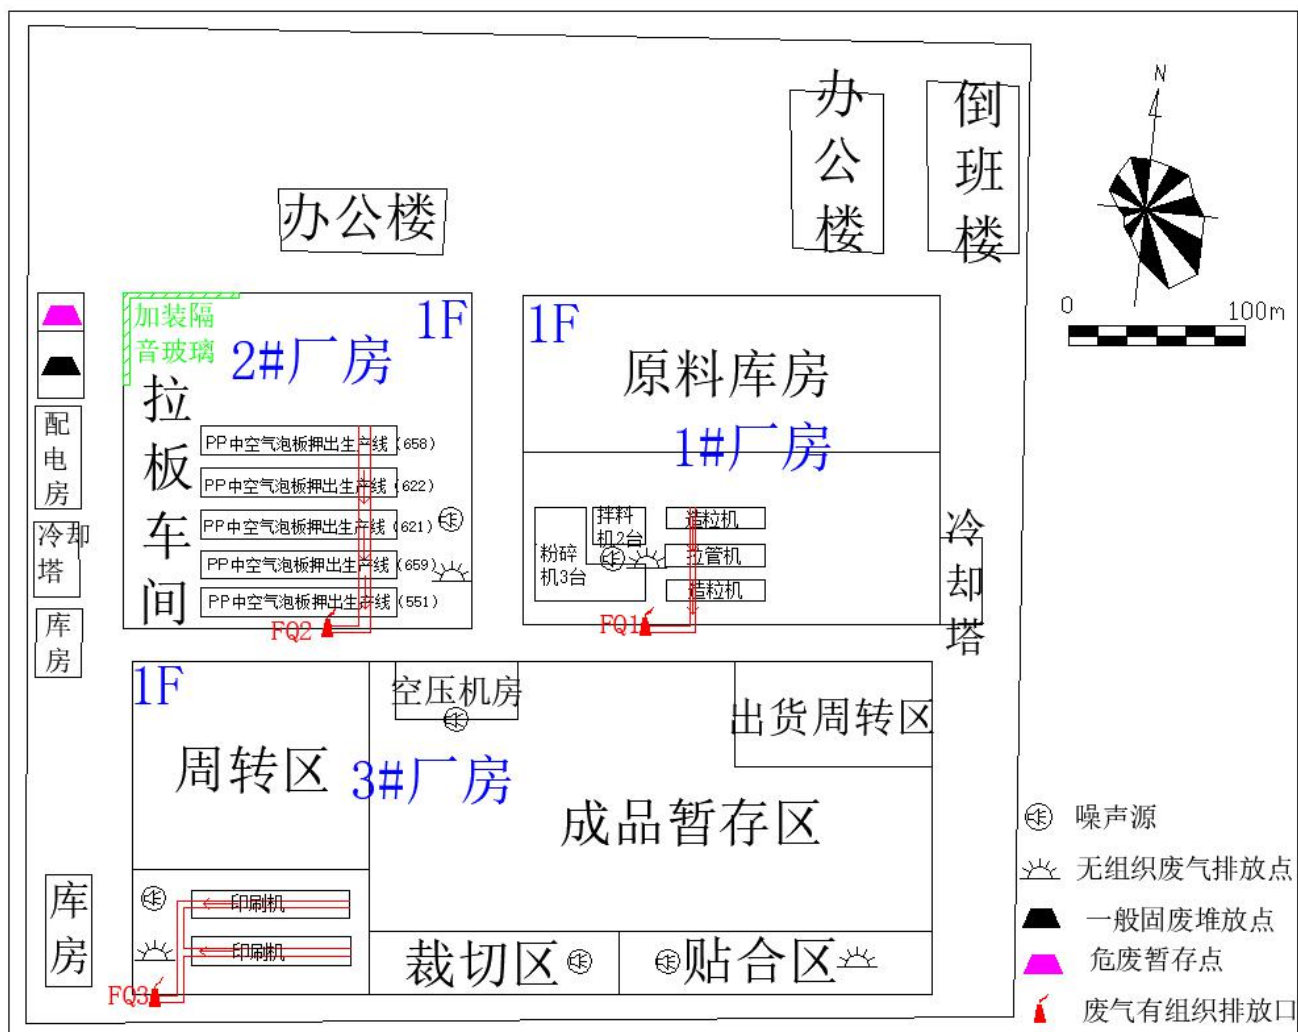 办公楼
倒班楼
N
办公楼
0
100m
加装隔
音玻璃
1F
2#厂房
拉板车间
PP中空气泡板押出生产线(658)
PP中空气泡板押出生产线(622)
PP中空气泡板押出生产线(621)
PP中空气泡板押出生产线(659)
PP中空气泡板押出生产线(551)
FQ2
1F
原料库房
1#厂房
粉碎
机3台
拌料
机2台
造粒机
拉管机
造粒机
FQ1
冷却塔
配电房
冷却
塔
库房
1F
周转区
空压机房
出货周转区
3#厂房
成品暂存区
库房
印刷机
印刷机
FQ3
裁切区
贴合区
噪声源
无组织废气排放点
一般固废堆放点
危废暂存点
废气有组织排放口